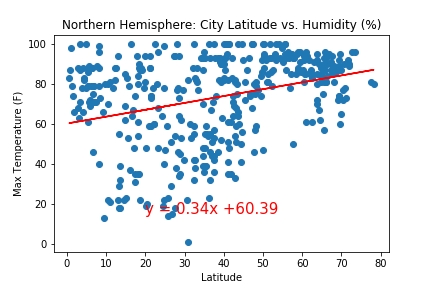 Northern Hemisphere: City Latitude vs. Humidity (%)
100
80
60
40
20
0
Max Temperature (F)
y = 0.34x +60.39
0 10 20 30 40 50 60 70 80
Latitude